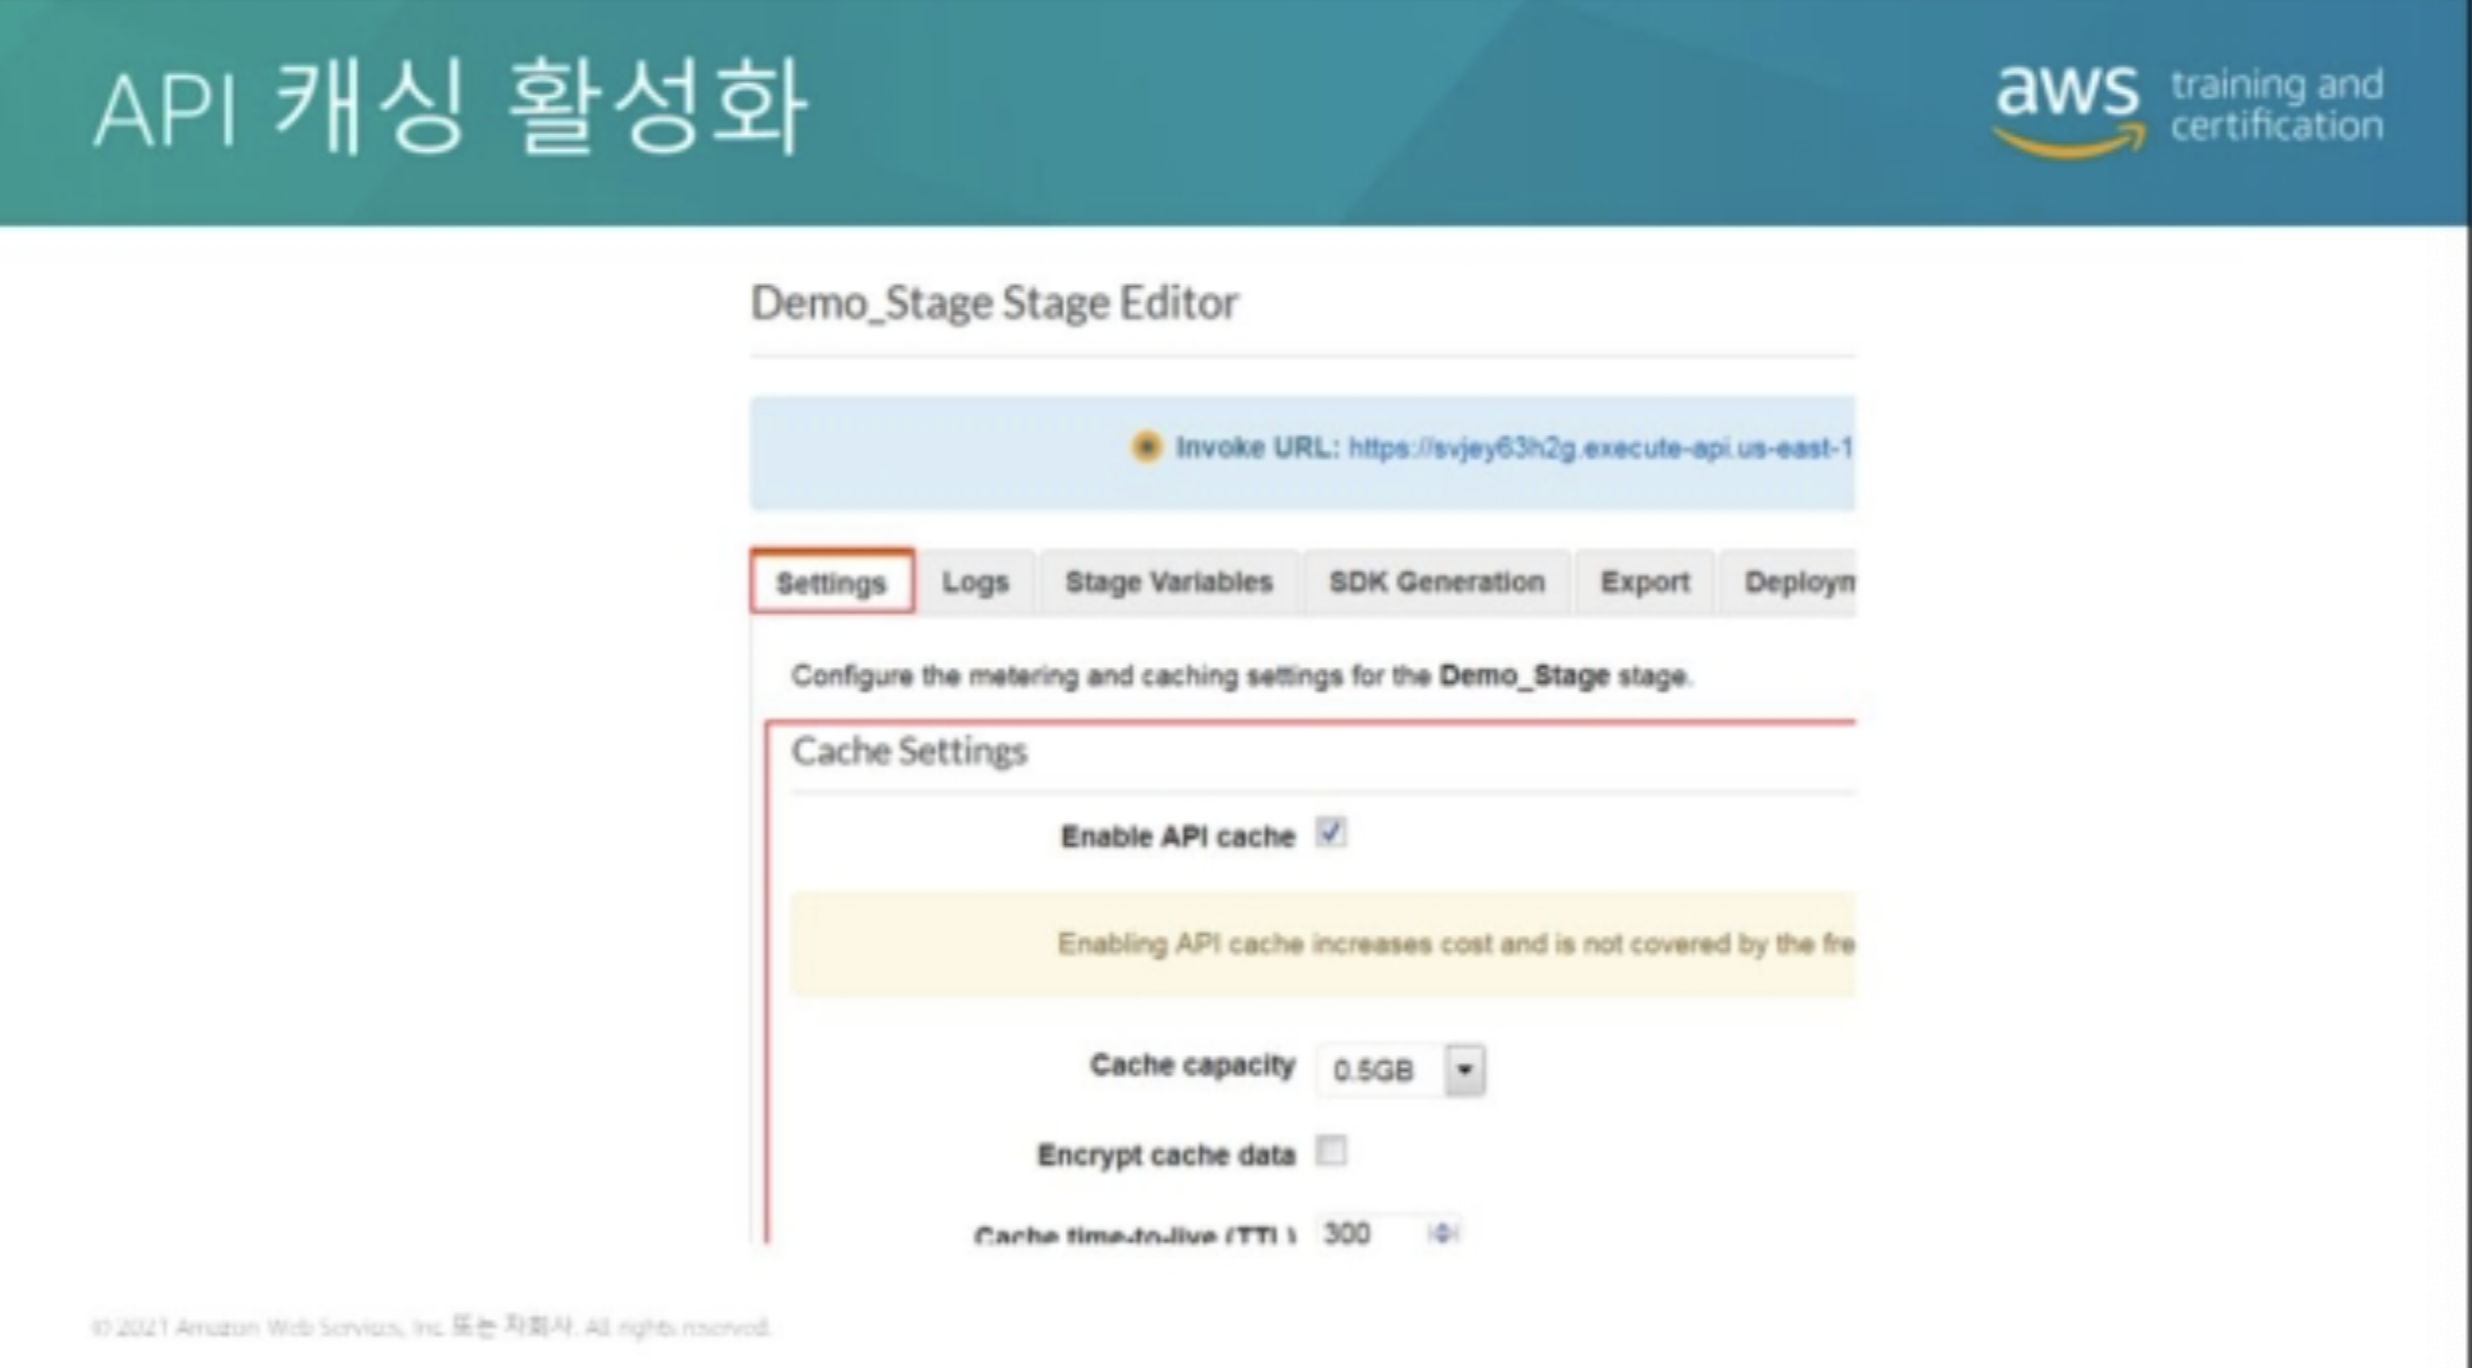 API 캐싱 활성화
aws training and certification
Demo_Stage Stage Editor
Invoke URL: https://svjey63h2g.execute-api.us-east-1
Settings Logs Stage Variables SDK Generation Export Deploym
Configure the metering and caching settings for the Demo_Stage stage.
Cache Settings
Enable API cache
Enabling API cache increases cost and is not covered by the fre
Cache capacity 0.5GB
Encrypt cache data
Cache time-to-live (TTL) 300
© 2021 Amazon Web Services, Inc. 또는 자회사. All rights reserved.